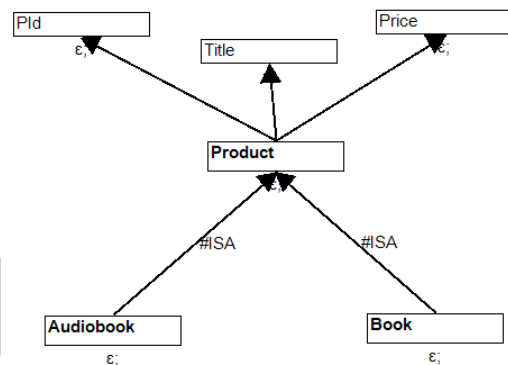 PId
ε;
Title
Price
ε;
Product
ε;
#ISA
#ISA
Audiobook
ε;
Book
ε;